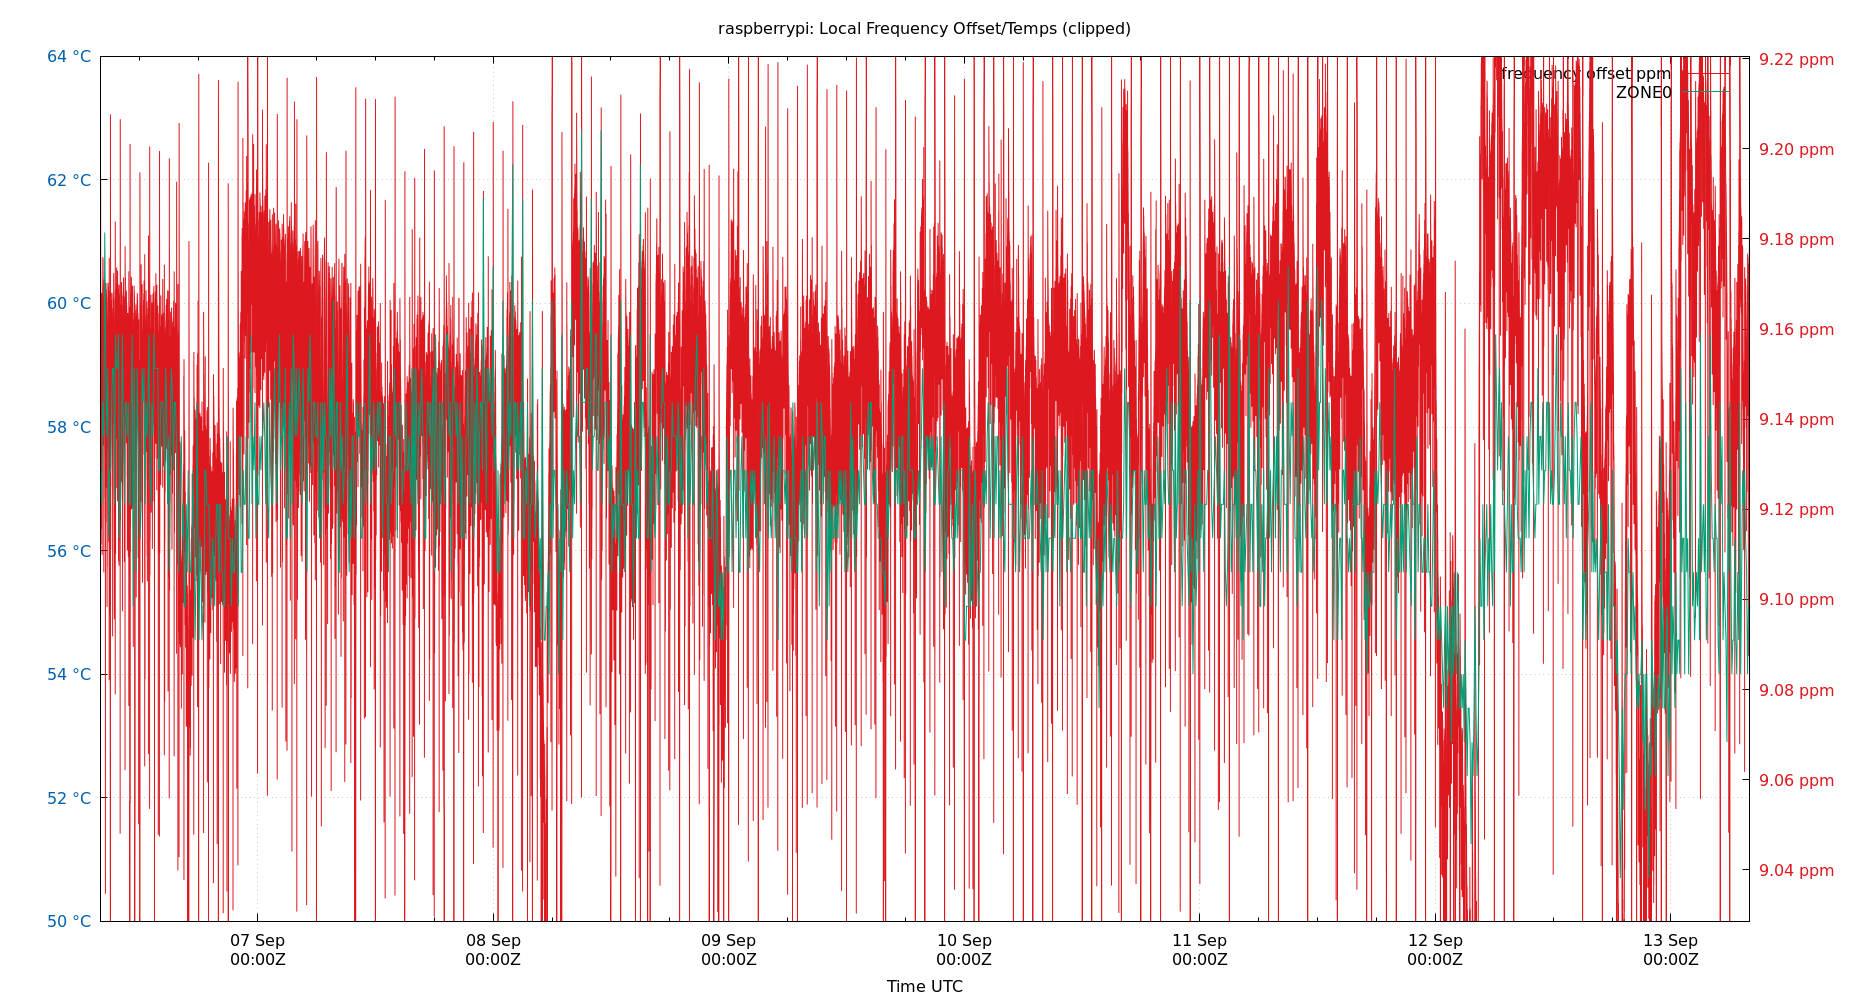 raspberrypi: Local Frequency Offset/Temps (clipped)
64 °C
62 °C
60 °C
58 °C
56 °C
54 °C
52 °C
50 °C
9.22 ppm
9.20 ppm
9.18 ppm
9.16 ppm
9.14 ppm
9.12 ppm
9.10 ppm
9.08 ppm
9.06 ppm
9.04 ppm
frequency offset ppm
ZONE0
07 Sep
00:00Z
08 Sep
00:00Z
09 Sep
00:00Z
10 Sep
00:00Z
11 Sep
00:00Z
12 Sep
00:00Z
13 Sep
00:00Z
Time UTC